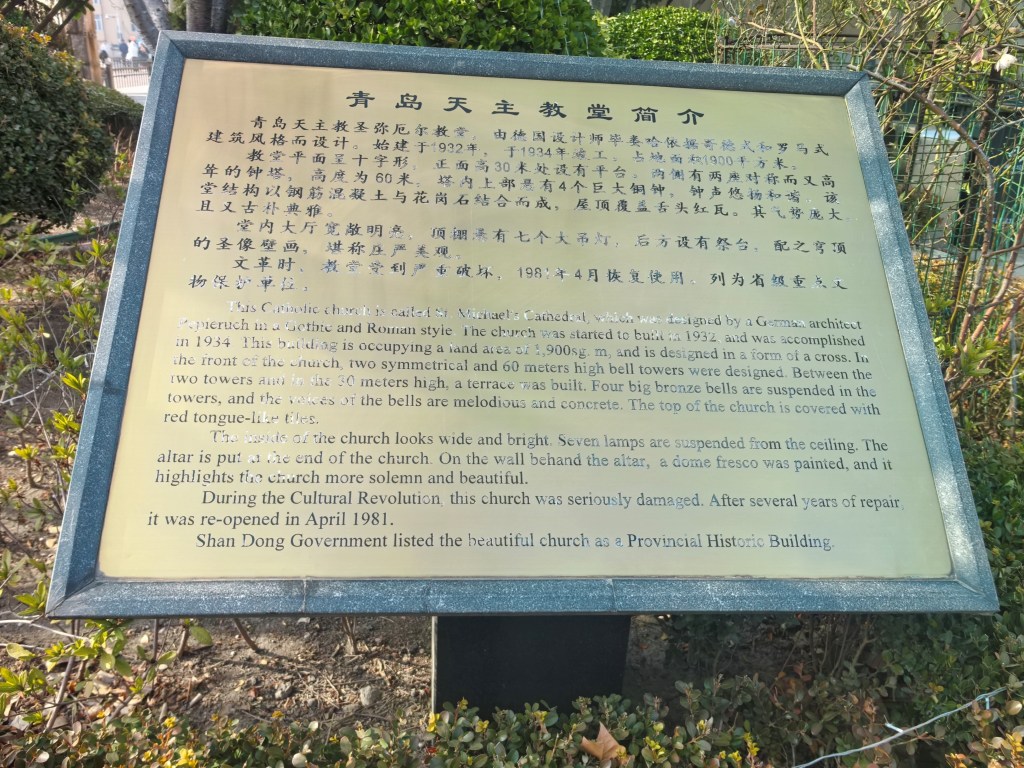 青岛天主教堂简介
青岛天主教圣弥厄尔教堂，由德国设计师毕娄哈依据哥德式和罗马式
建筑风格而设计。始建于1932年，于1934年竣工。占地面积1900平方米。
教堂平面呈十字形，正面高30米处设有平台。两侧有两座对称而又高
耸的钟塔，高度为60米。塔内上部悬有4个巨大铜钟，钟声悠扬和谐。该
堂结构以钢筋混凝土与花岗石结合而成，屋顶覆盖舌头红瓦。其气势庞大，
且又古朴典雅。
堂内大厅宽敞明亮，顶棚悬有七个大吊灯，后方设有祭台，配之穹顶
的圣像壁画，堪称庄严美观。
文革时，教堂受到严重破坏，1981年4月恢复使用。列为省级重点文
物保护单位。
This Catholic church is called St. Michael's Cathedral, which was designed by a German architect
Pepieruch in a Gothic and Roman style. The church was started to built in 1932, and was accomplished
in 1934. This building is occupying a land area of 1,900sg. m, and is designed in a form of a cross. In
the front of the church, two symmetrical and 60 meters high bell towers were designed. Between the
two towers and in the 30 meters high, a terrace was built. Four big bronze bells are suspended in the
towers, and the voices of the bells are melodious and concrete. The top of the church is covered with
red tongue-like tiles.
The inside of the church looks wide and bright. Seven lamps are suspended from the ceiling. The
altar is put in the end of the church. On the wall behand the altar, a dome fresco was painted, and it
highlights the church more solemn and beautiful.
During the Cultural Revolution, this church was seriously damaged. After several years of repair,
it was re-opened in April 1981.
Shan Dong Government listed the beautiful church as a Provincial Historic Building.